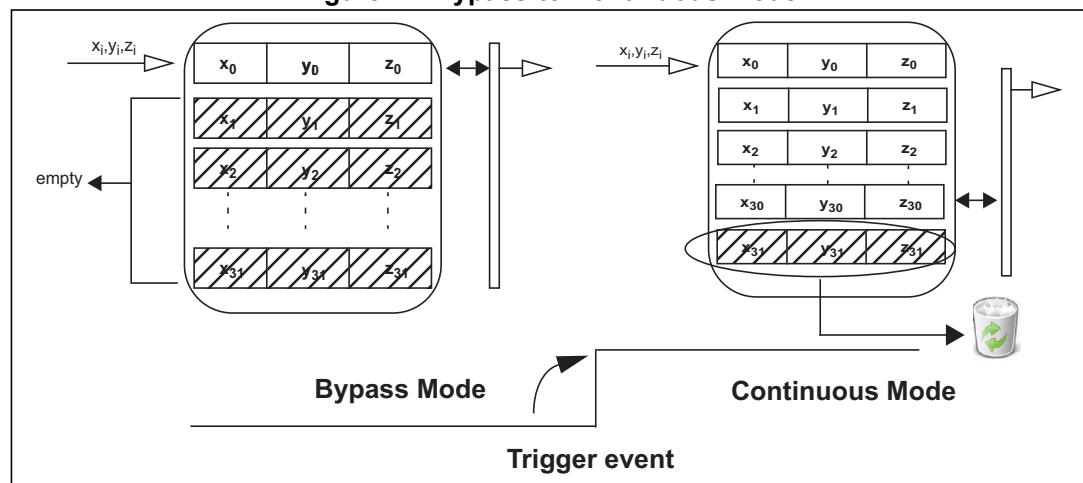 xi,yi,zi
x0 y0 z0
x1 y1 z1
x2 y2 z2
x31 y31 z31
empty
xi,yi,zi
x0 y0 z0
x1 y1 z1
x2 y2 z2
x30 y30 z30
x31 y31 z31
Bypass Mode
Continuous Mode
Trigger event